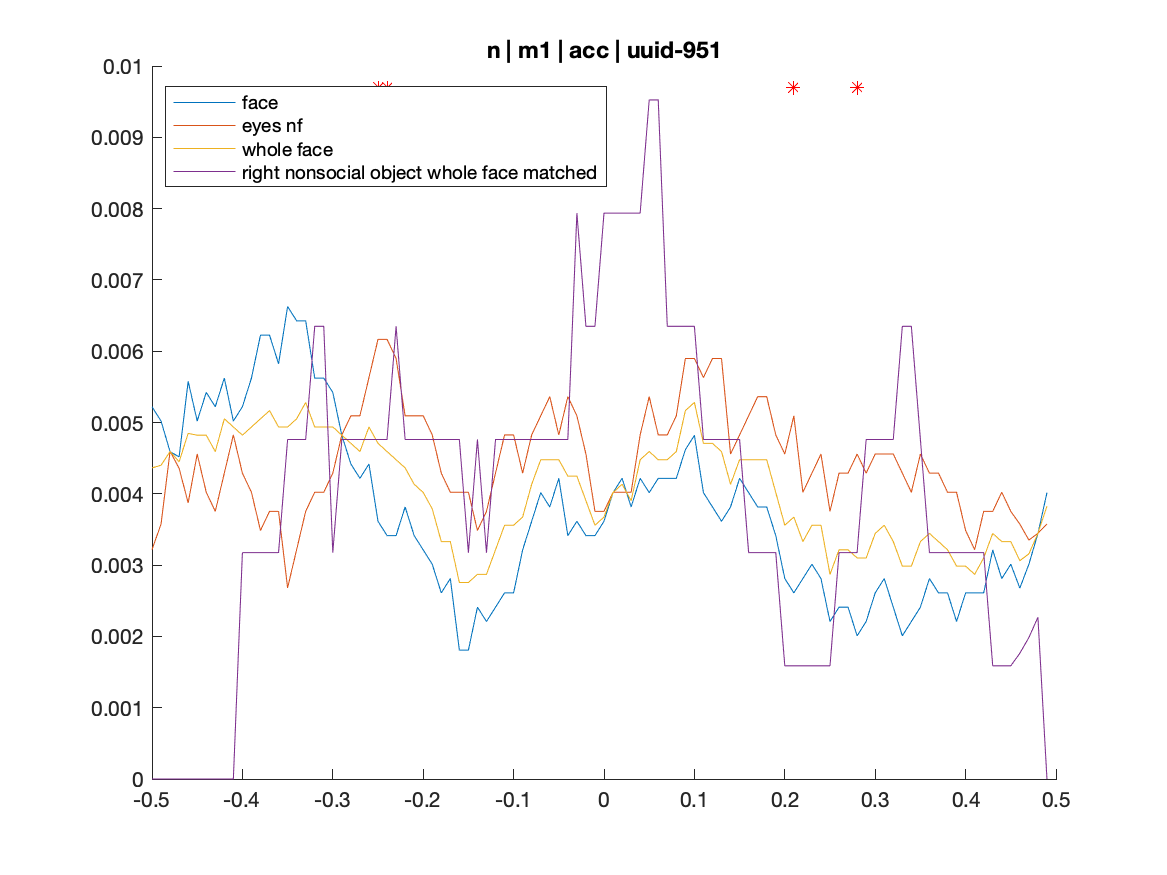 n | m1 | acc | uuid-951
0.01
0.009
0.008
0.007
0.006
0.005
0.004
0.003
0.002
0.001
0
face
eyes nf
whole face
right nonsocial object whole face matched
-0.5 -0.4 -0.3 -0.2 -0.1 0 0.1 0.2 0.3 0.4 0.5